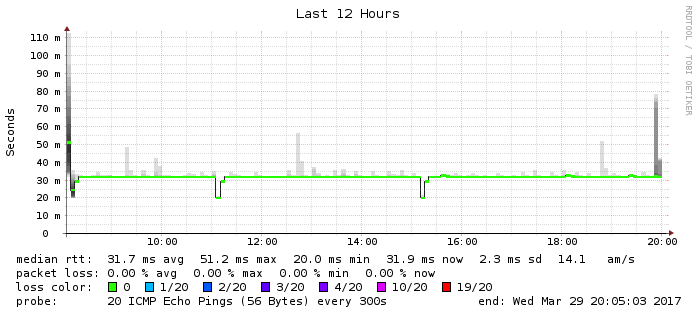 Last 12 Hours
RRDTOOL / TOBI OETIKER
Seconds
110 m
100 m
90 m
80 m
70 m
60 m
50 m
40 m
30 m
20 m
10 m
0
10:00 12:00 14:00 16:00 18:00 20:00
median rtt: 31.7 ms avg 51.2 ms max 20.0 ms min 31.9 ms now 2.3 ms sd 14.1 am/s
packet loss: 0.00 % avg 0.00 % max 0.00 % min 0.00 % now
loss color: 0 1/20 2/20 3/20 4/20 10/20 19/20
probe: 20 ICMP Echo Pings (56 Bytes) every 300s end: Wed Mar 29 20:05:03 2017